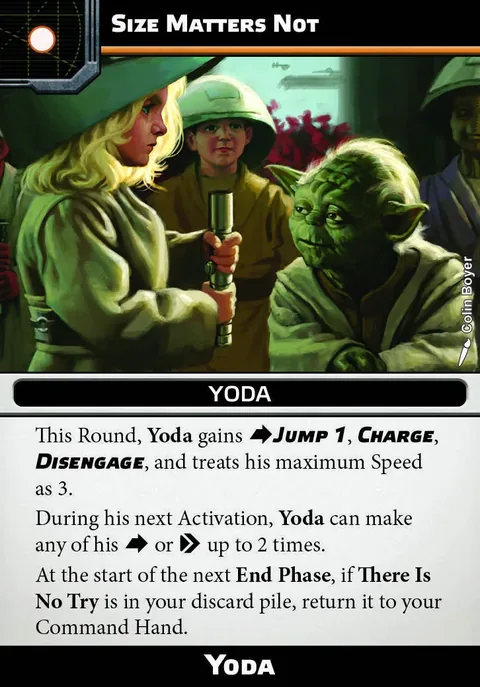 Size Matters Not
Colin Boyer
YODA
This Round, Yoda gains Jump 1, Charge,
Disengage, and treats his maximum Speed
as 3.
During his next Activation, Yoda can make
any of his or up to 2 times.
At the start of the next End Phase, if There Is
No Try is in your discard pile, return it to your
Command Hand.
Yoda